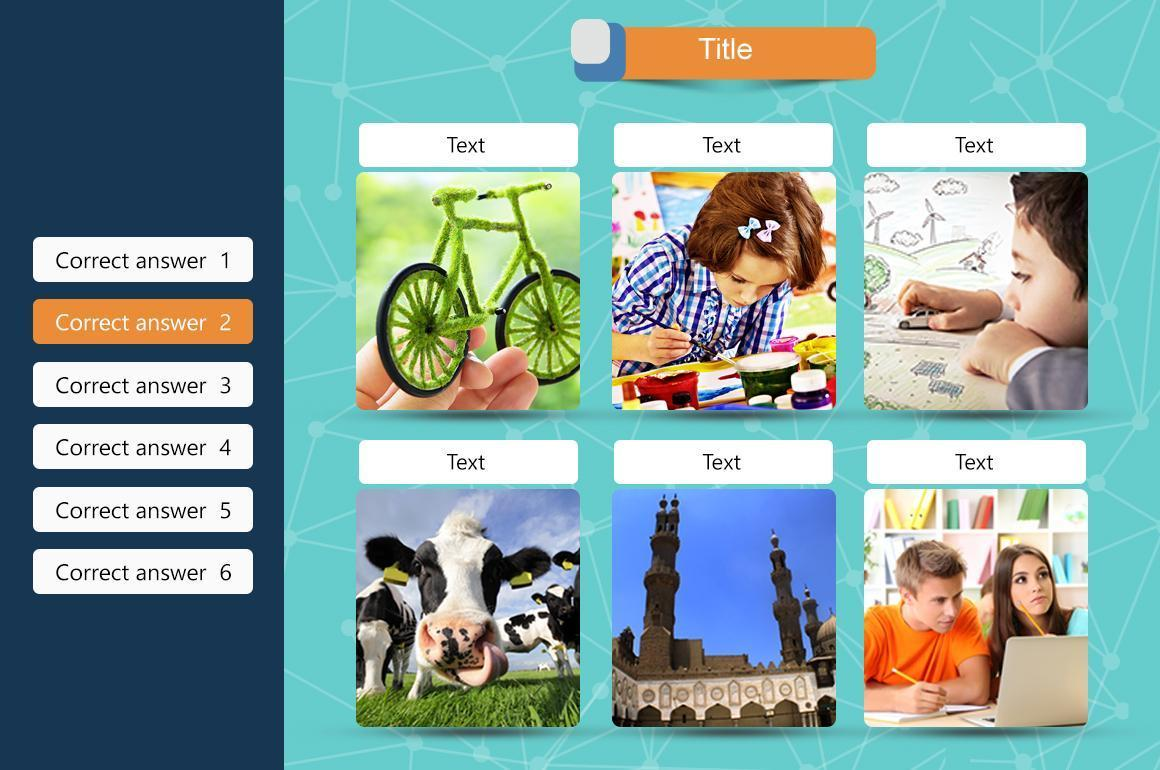 Title
Text
Text
Text
Correct answer 1
Correct answer 2
Correct answer 3
Correct answer 4
Correct answer 5
Correct answer 6
Text
Text
Text